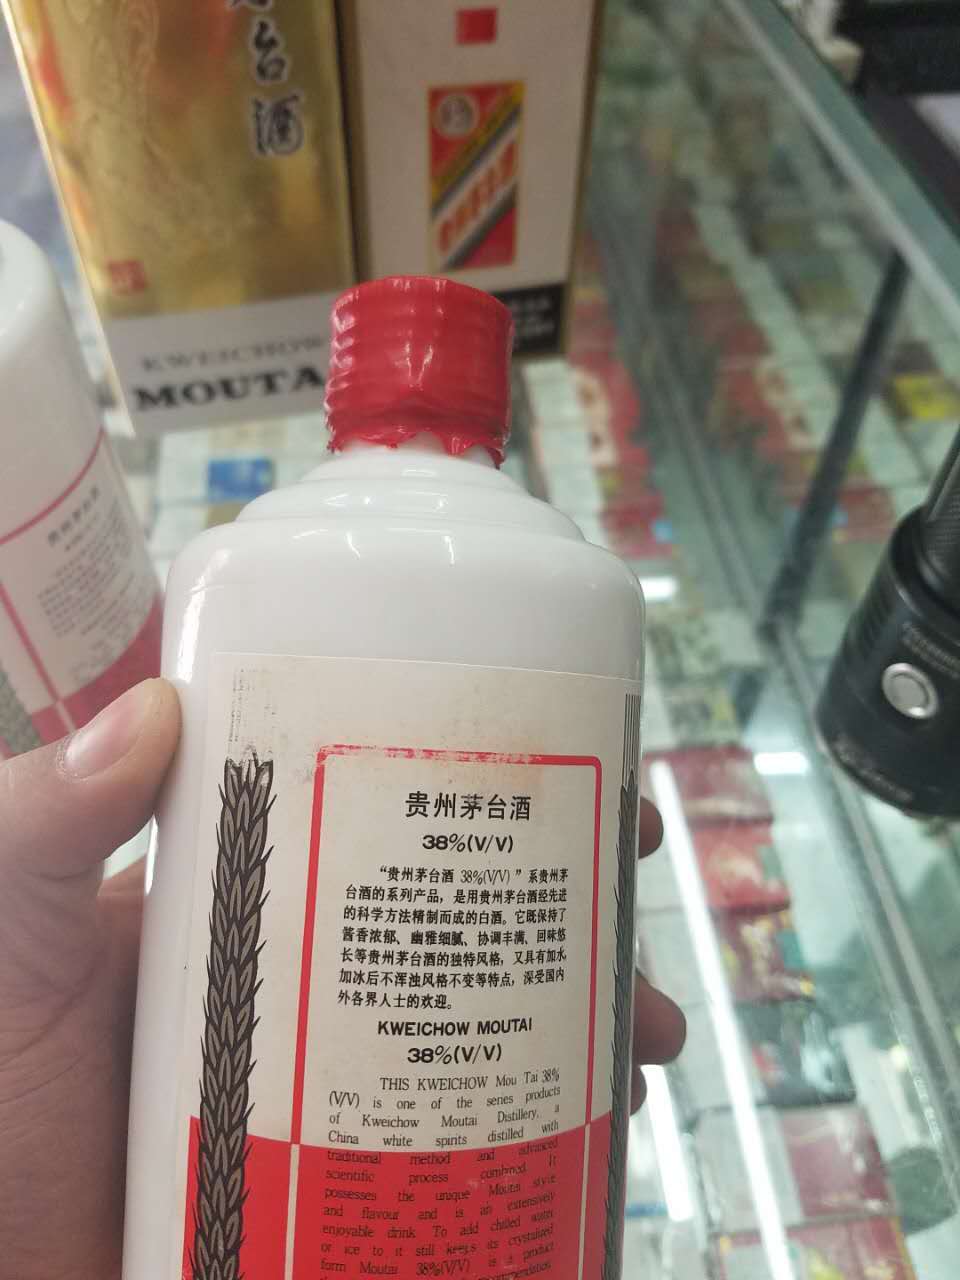 台
酒
KWEICHOW
MOUTA
贵州茅台酒
38%(V/V)
“贵州茅台酒 38%(V/V)”系贵州茅
台酒的系列产品，是用贵州茅台酒经先进
的科学方法精制而成的白酒。它既保持了
酱香浓郁、幽雅细腻、协调丰满、回味悠
长等贵州茅台酒的独特风格，又具有加水，
加冰后不浑浊风格不变等特点，深受国内
外各界人士的欢迎。
KWEICHOW MOUTAI
38%(V/V)
THIS KWEICHOW Mou Tai 38%
(V/V) is one of the series products
of Kweichow Moutai Distillery, a
China white spirits distilled with
traditional method and advanced
scientific process combined. It
possesses the unique Moutai style
and flavour and is an extensively
enjoyable drink. To add chilled water
or ice to it still keeps its crystalized
form Moutai 38%(V/V) is a product
贵州茅台酒